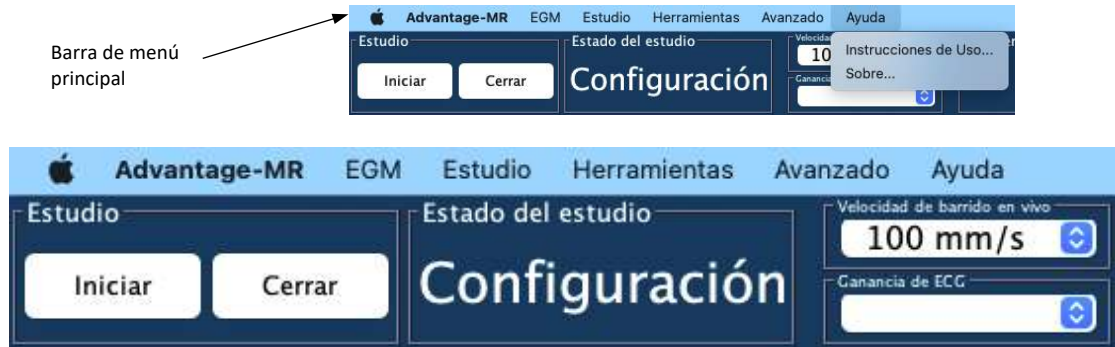 Barra de menú
principal
Advantage-MR EGM Estudio Herramientas Avanzado Ayuda
Estudio
Iniciar Cerrar
Estado del estudio
Configuración
10
Instrucciones de Uso...
Sobre...
Advantage-MR EGM Estudio Herramientas Avanzado Ayuda
Estudio
Iniciar Cerrar
Estado del estudio
Configuración
Velocidad de barrido en vivo
100 mm/s
Ganancia de ECG